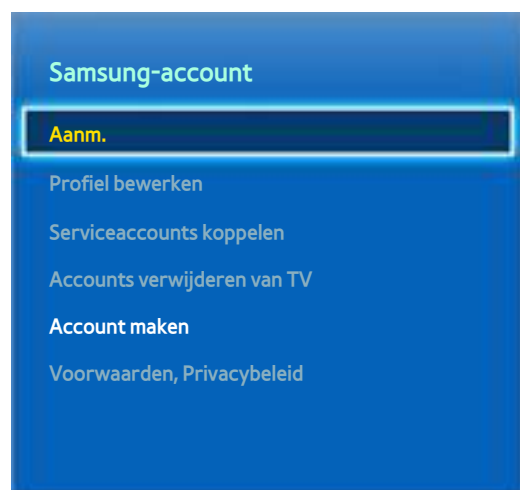 Samsung-account
Aanm.
Profiel bewerken
Serviceaccounts koppelen
Accounts verwijderen van TV
Account maken
Voorwaarden, Privacybeleid